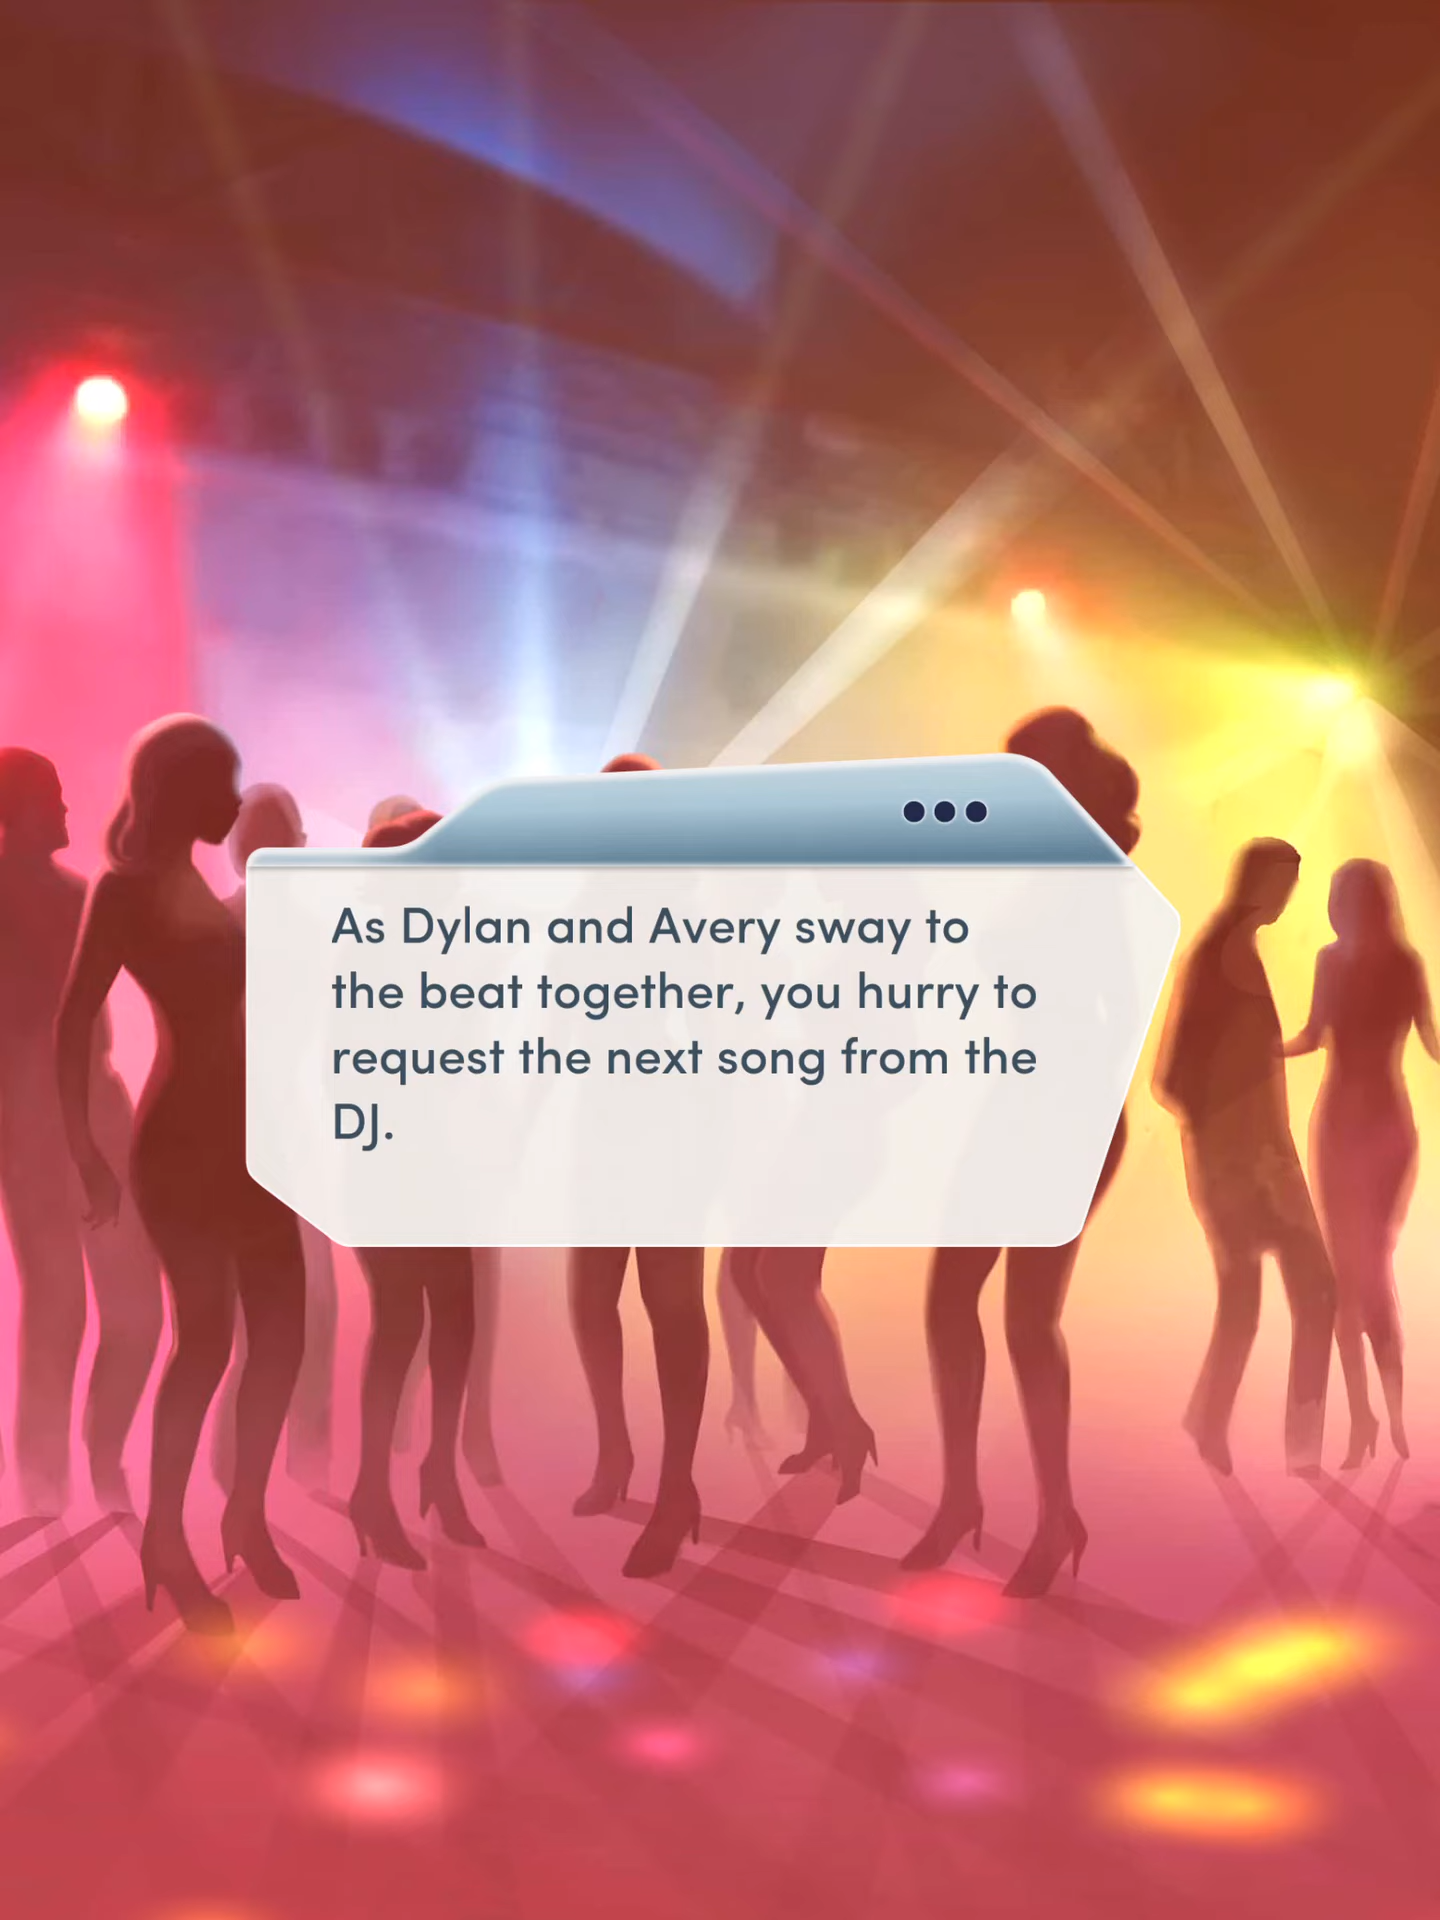 As Dylan and Avery sway to
the beat together, you hurry to
request the next song from the
DJ.